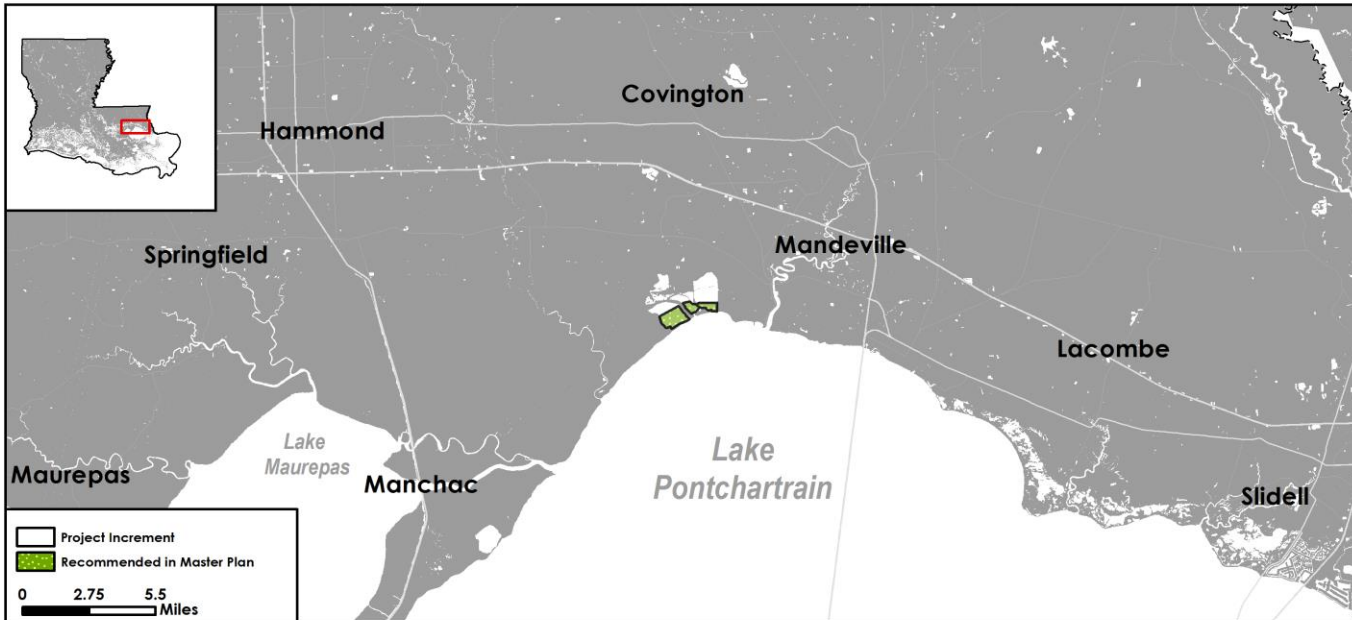 Covington
Hammond
Springfield
Mandeville
Lacombe
Lake
Maurepas
Lake
Pontchartrain
Maurepas
Manchac
Slidell
Project Increment
Recommended in Master Plan
0 2.75 5.5
Miles